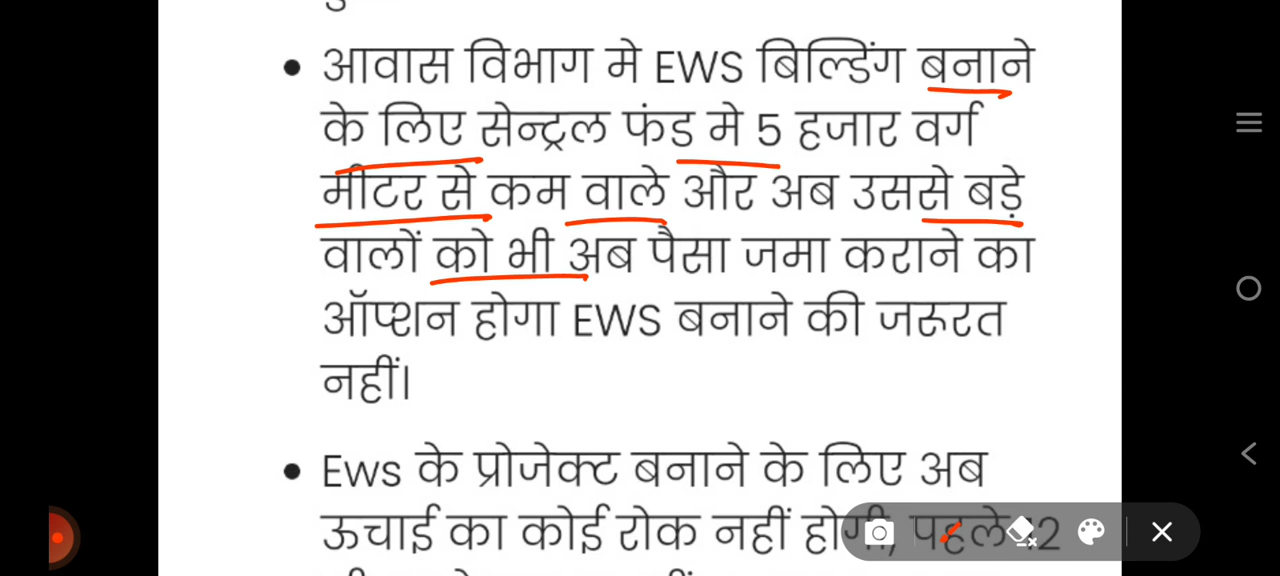 आवास विभाग मे EWS बिल्डिंग बनाने
के लिए सेन्ट्रल फंड मे 5 हजार वर्ग
मीटर से कम वाले और अब उससे बड़े
वालों को भी अब पैसा जमा कराने का
ऑप्शन होगा EWS बनाने की जरूरत
नहीं।
Ews के प्रोजेक्ट बनाने के लिए अब
ऊचाई का कोई रोक नहीं होगी, पहले